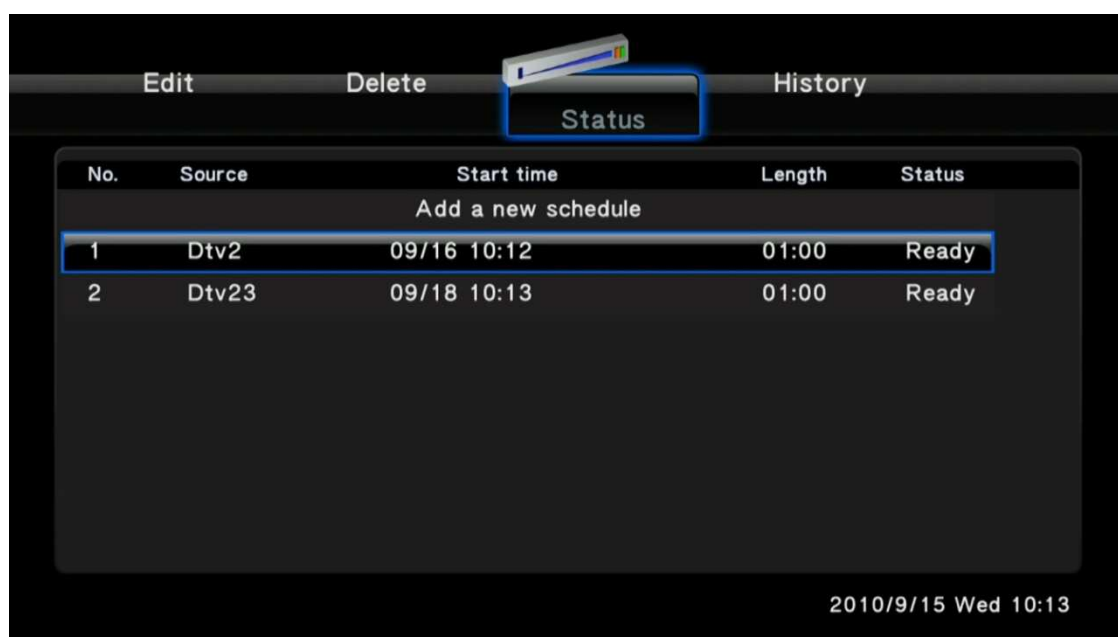 Edit Delete History
Status
No. Source Start time Length Status
Add a new schedule
1 Dtv2 09/16 10:12 01:00 Ready
2 Dtv23 09/18 10:13 01:00 Ready
2010/9/15 Wed 10:13